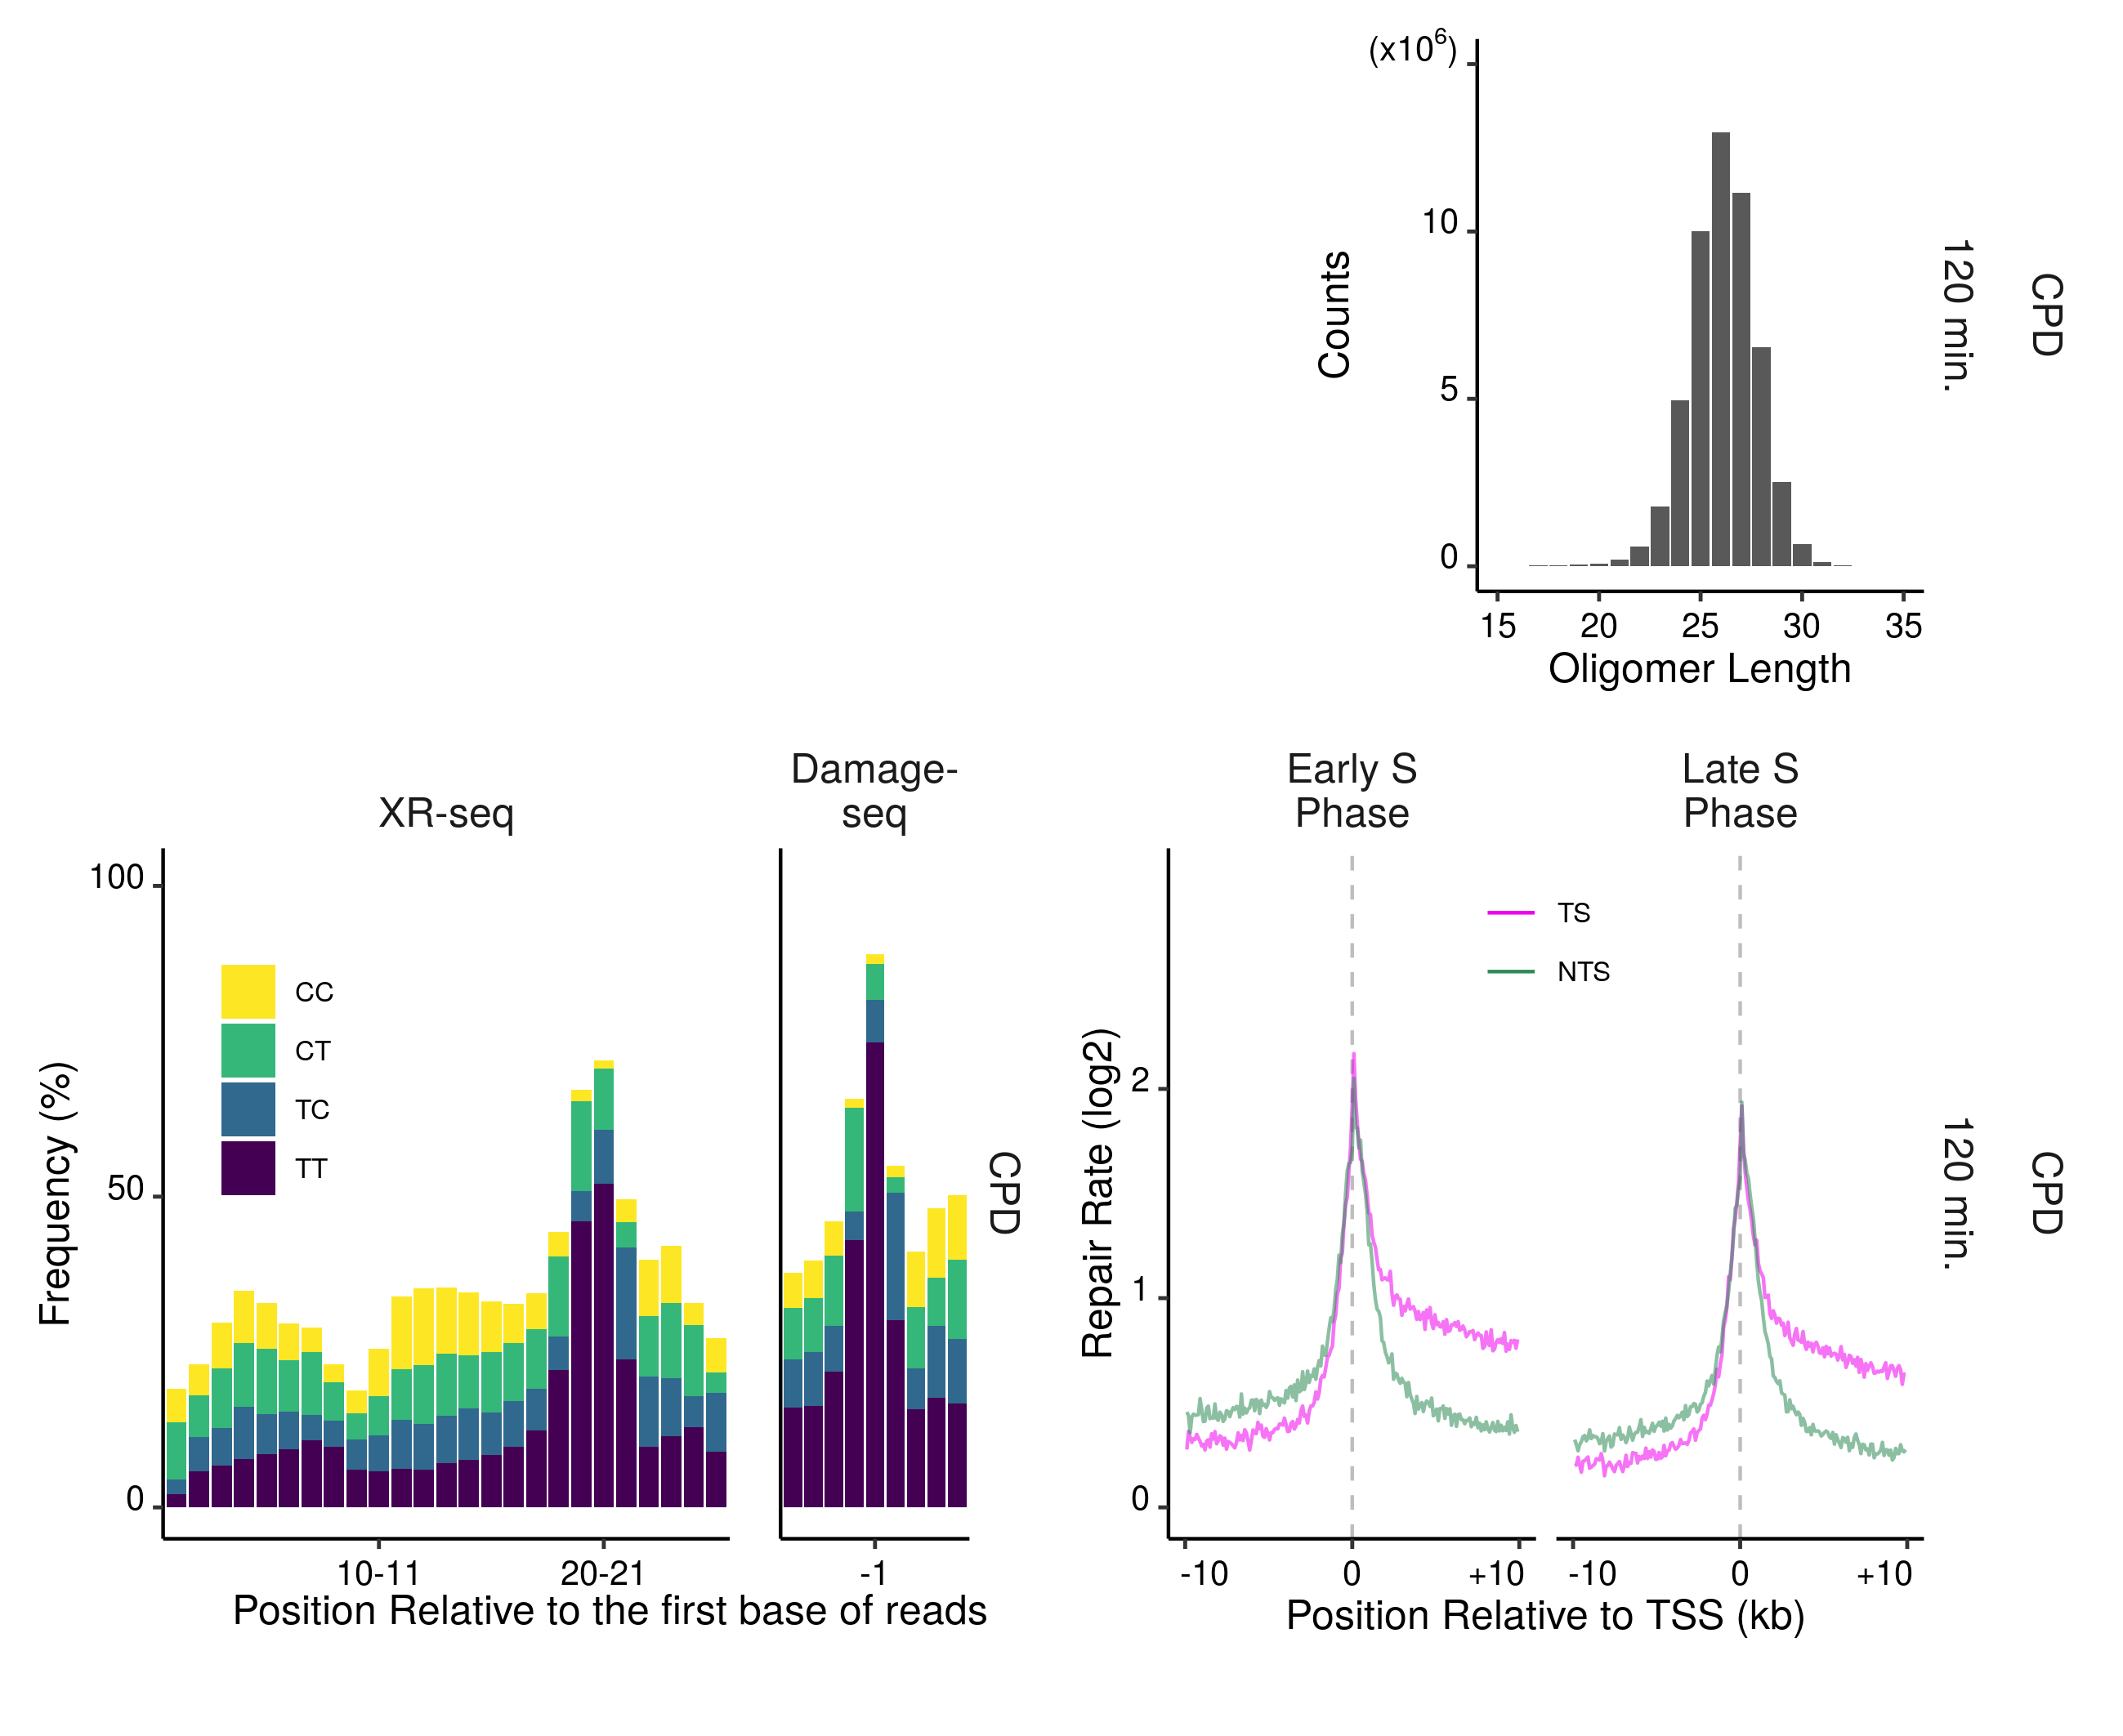 (x10⁶)
10
5
0
Counts
15 20 25 30 35
Oligomer Length
120 min.
CPD
XR-seq
Damage-
seq
100
50
0
Frequency (%)
CC
CT
TC
TT
CPD
10-11 20-21 -1
Position Relative to the first base of reads
Early S
Phase
Late S
Phase
TS
NTS
2
1
0
Repair Rate (log2)
-10 0 +10 -10 0 +10
Position Relative to TSS (kb)
120 min.
CPD